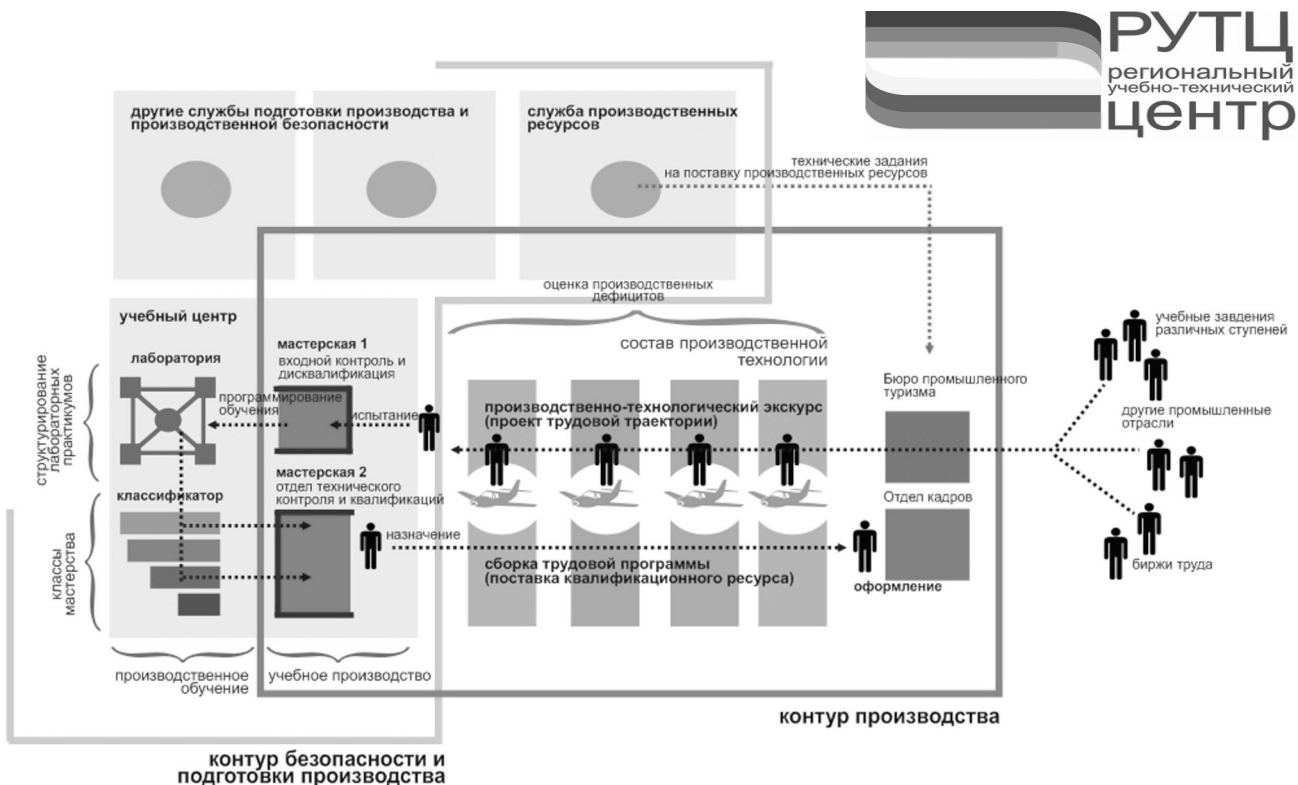 РУТЦ
региональный
учебно-технический
центр
другие службы подготовки производства и
производственной безопасности
служба производственных
ресурсов
технические задания
на поставку производственных ресурсов
оценка производственных
дефицитов
учебный центр
лаборатория
мастерская 1
входной контроль и
дисквалификация
состав производственной
технологии
учебные завдения
различных ступеней
структурирование
лабораторных
практикумов
программирование
обучения
испытание
производственно-технологический экскурс
(проект трудовой траектории)
Бюро промышленного
туризма
другие промышленные
отрасли
мастерская 2
отдел технического
контроля и квалификаций
классификатор
Отдел кадров
классы
мастерства
назначение
сборка трудовой программы
(поставка квалификационного ресурса)
оформление
биржи труда
производственное
обучение
учебное производство
контур производства
контур безопасности и
подготовки производства